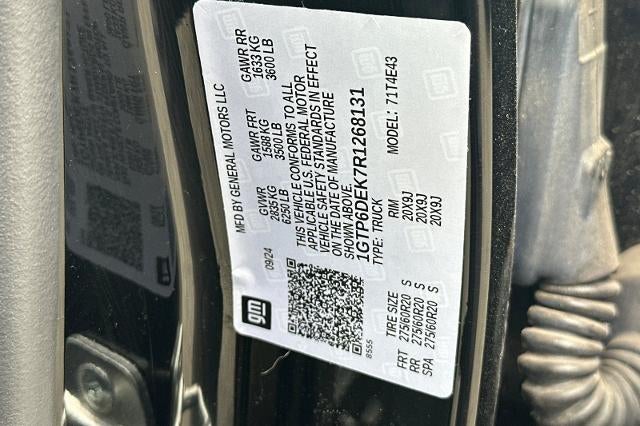 MFD BY GENERAL MOTORS LLC
09/24 GVWR GAWR FRT GAWR RR
2835 KG 1588 KG 1633 KG
6250 LB 3500 LB 3600 LB
THIS VEHICLE CONFORMS TO ALL
APPLICABLE U.S. FEDERAL MOTOR
VEHICLE SAFETY STANDARDS IN EFFECT
ON THE DATE OF MANUFACTURE
SHOWN ABOVE.
1GTP6DEK7R1268131
TYPE: TRUCK MODEL: 71T4E43
gm
8555
TIRE SIZE RIM
FRT 275/60R20 S 20X9J
RR 275/60R20 S 20X9J
SPA 275/60R20 S 20X9J